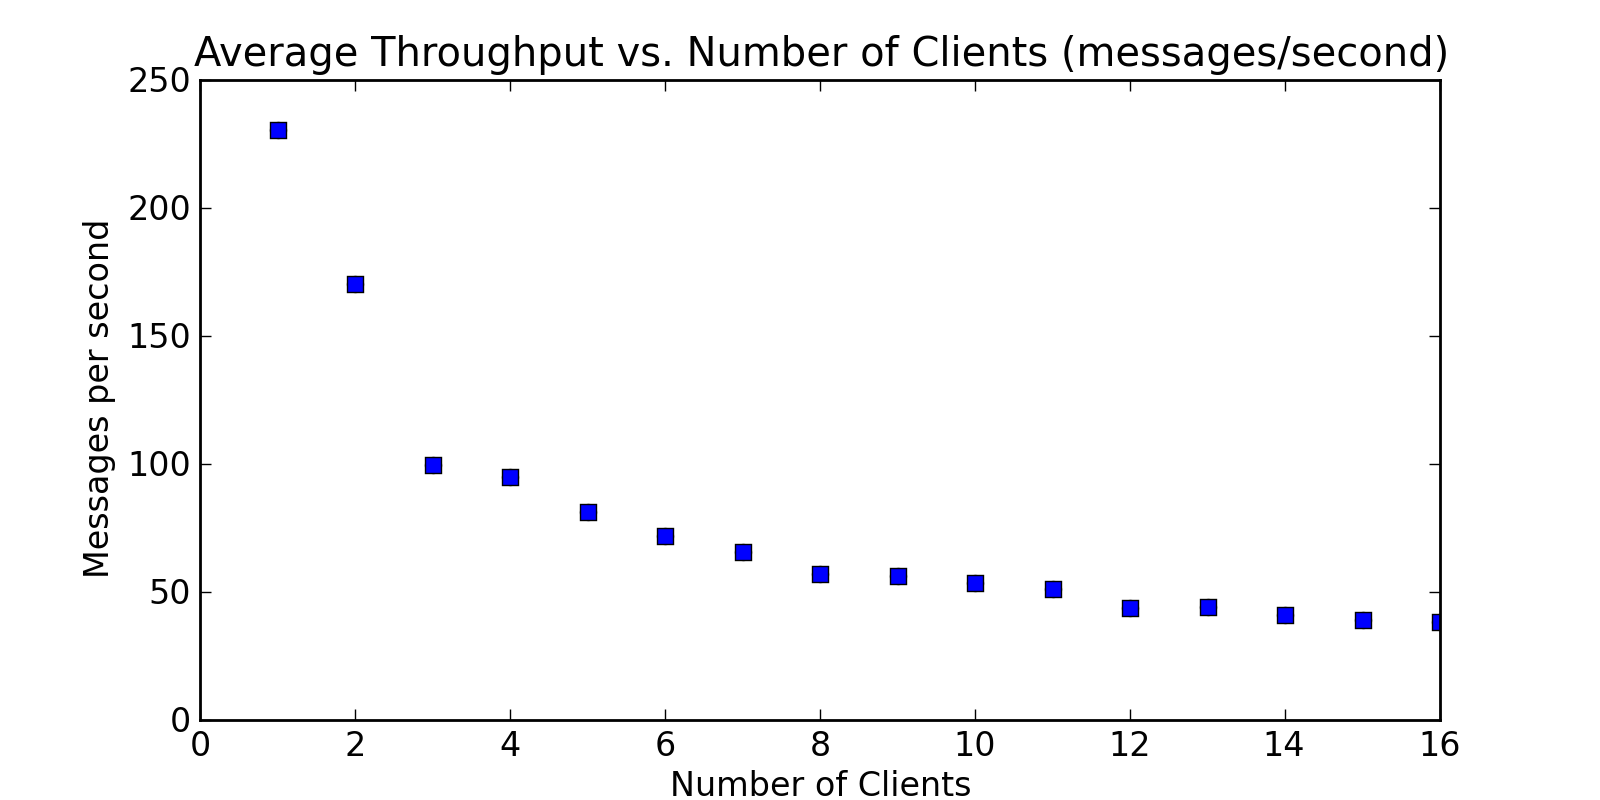 Average Throughput vs. Number of Clients (messages/second)
250
200
150
100
50
0
Messages per second
0 2 4 6 8 10 12 14 16
Number of Clients